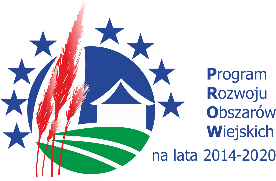 Program
Rozwoju
Obszarów
Wiejskich
na lata 2014-2020